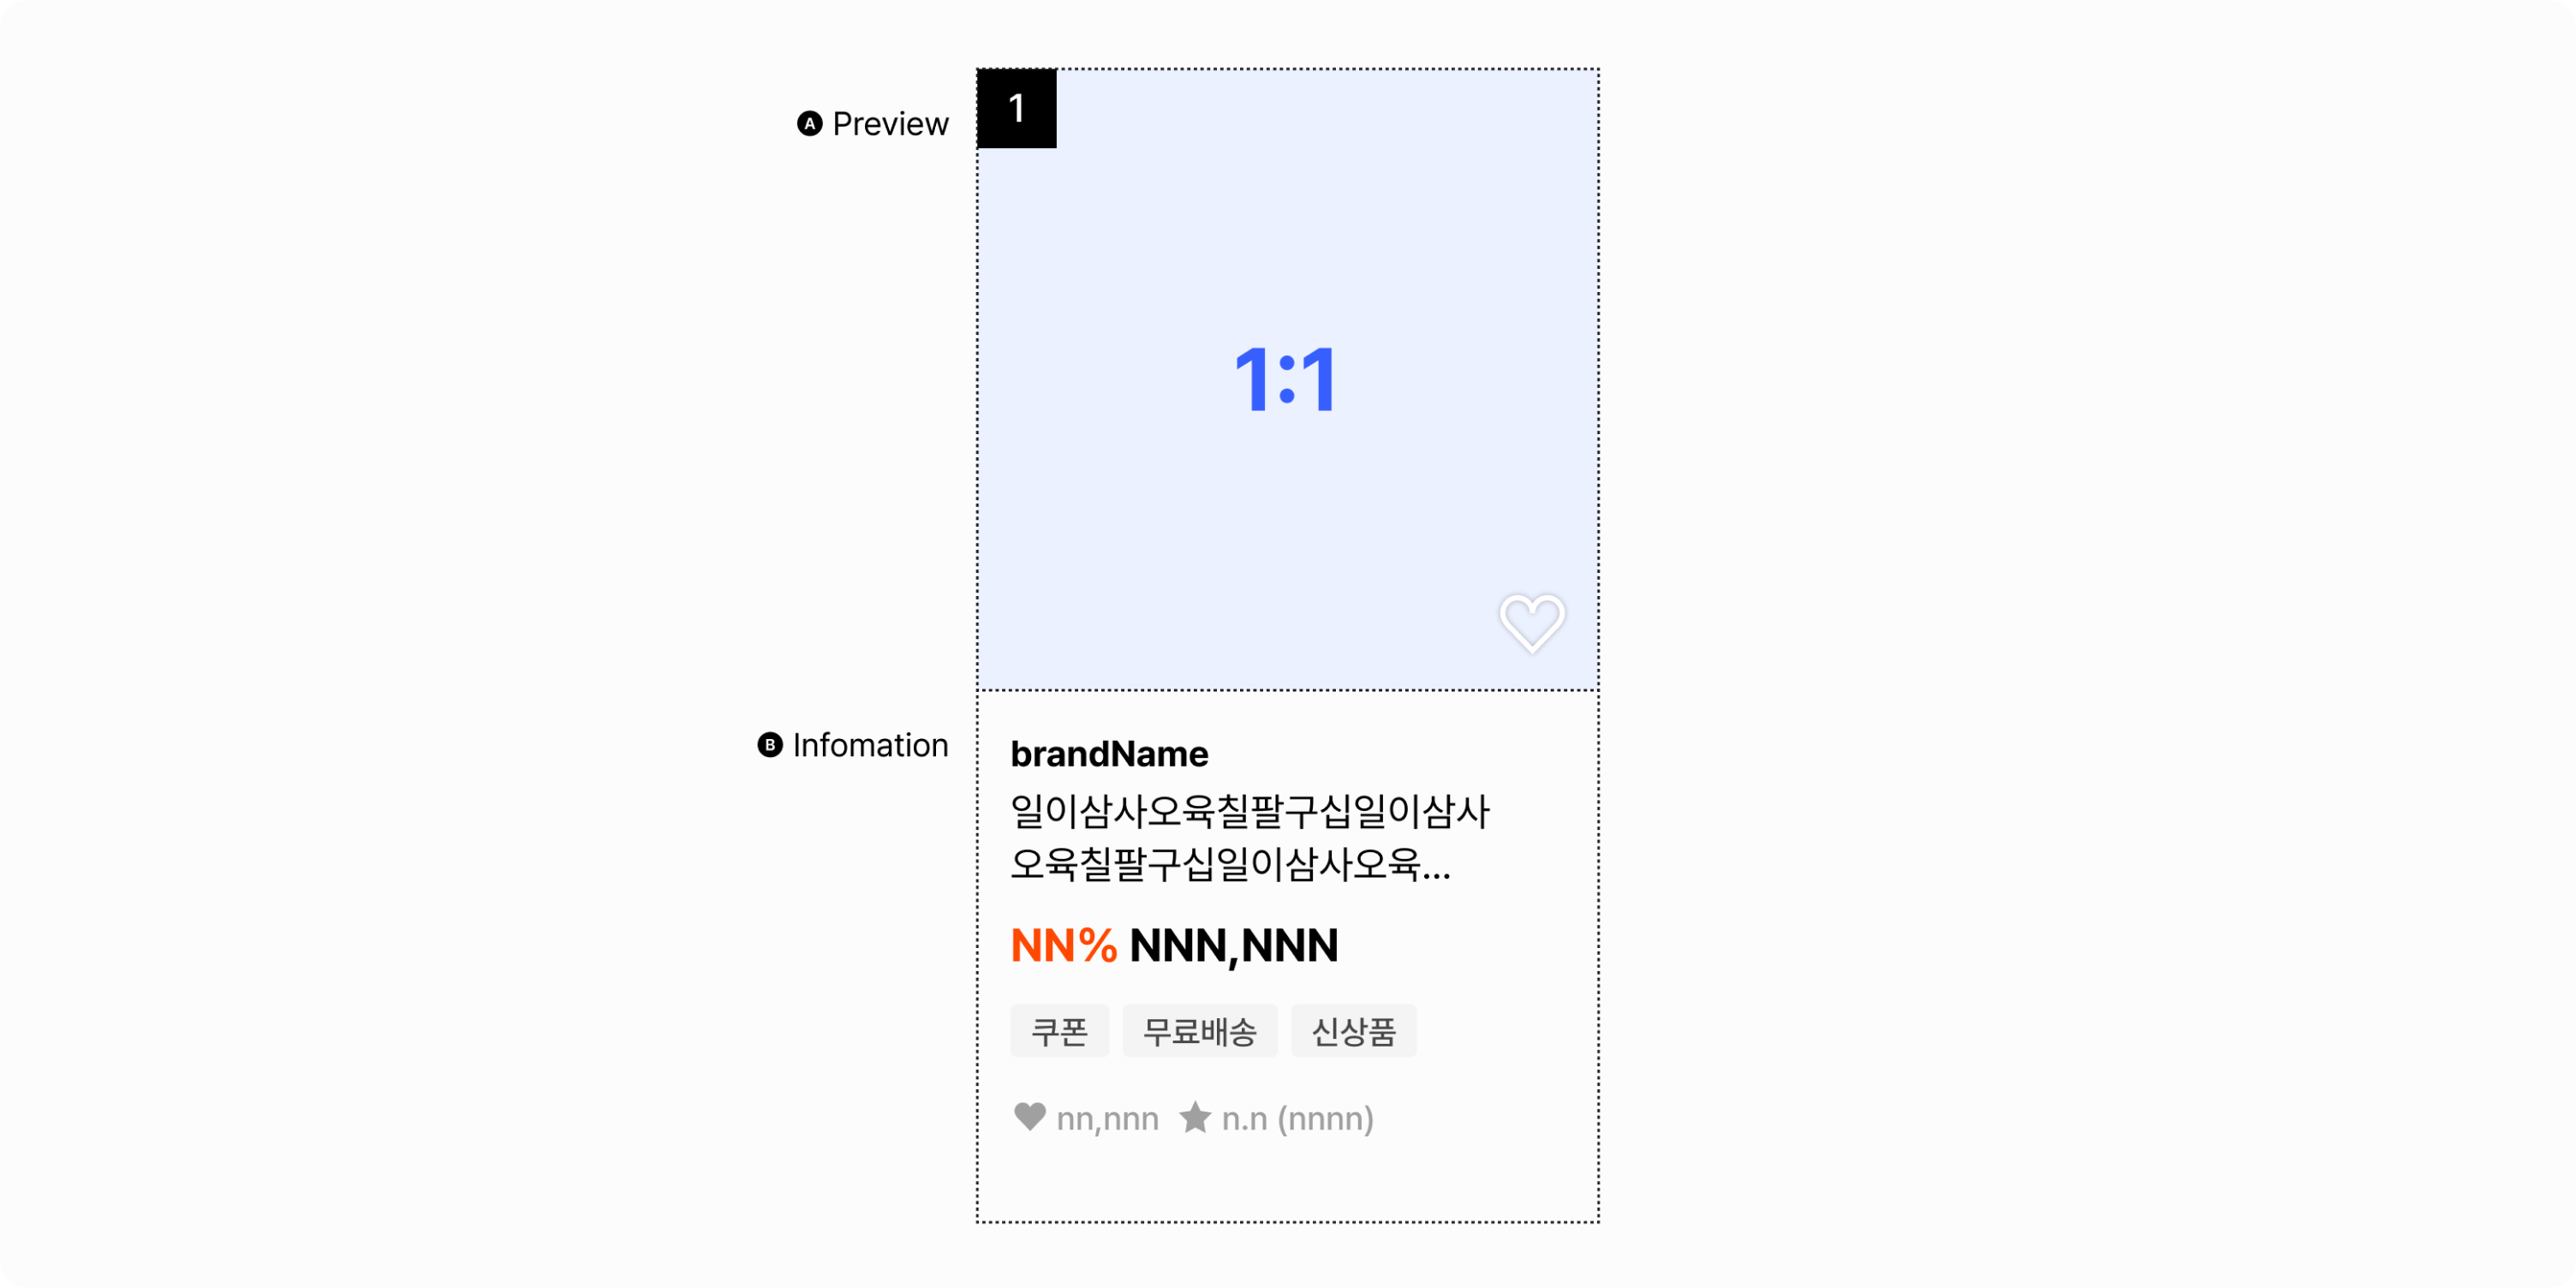 A Preview
1
1:1
B Infomation
brandName
일이삼사오육칠팔구십일이삼사
오육칠팔구십일이삼사오육...
NN% NNN,NNN
쿠폰 무료배송 신상품
nn,nnn n.n (nnnn)